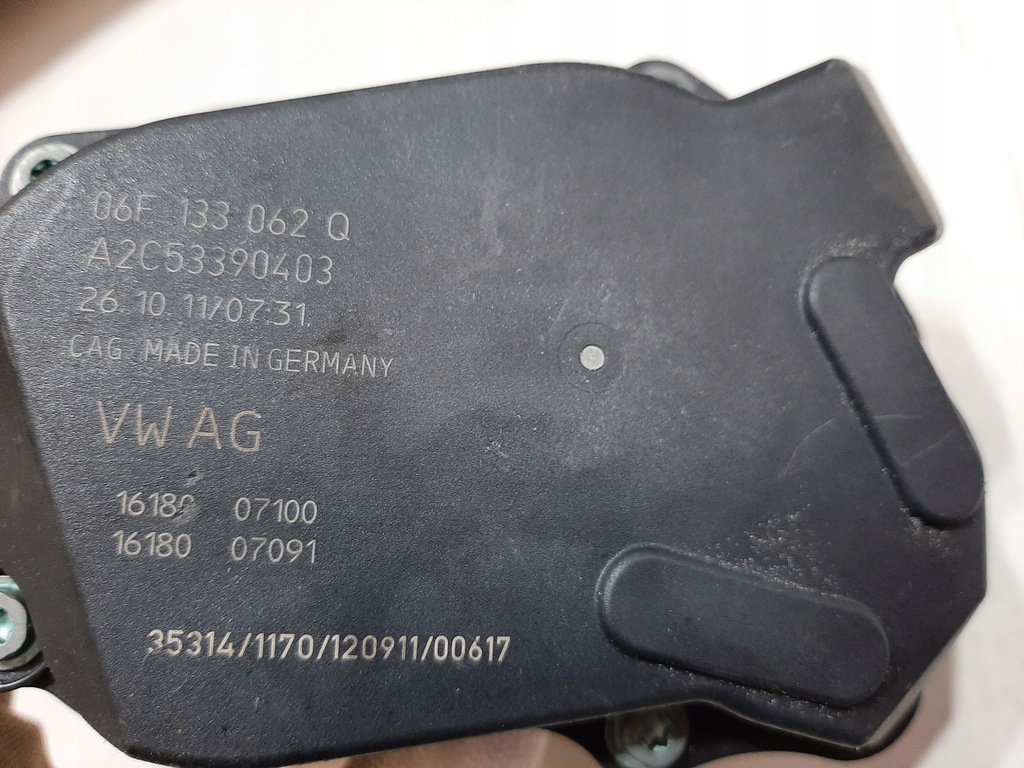 06F 133 062 Q
A2C53390403
26.10.11/07:31
CAG MADE IN GERMANY
VW AG
16180 07100
16180 07091
35314/1170/120911/00617